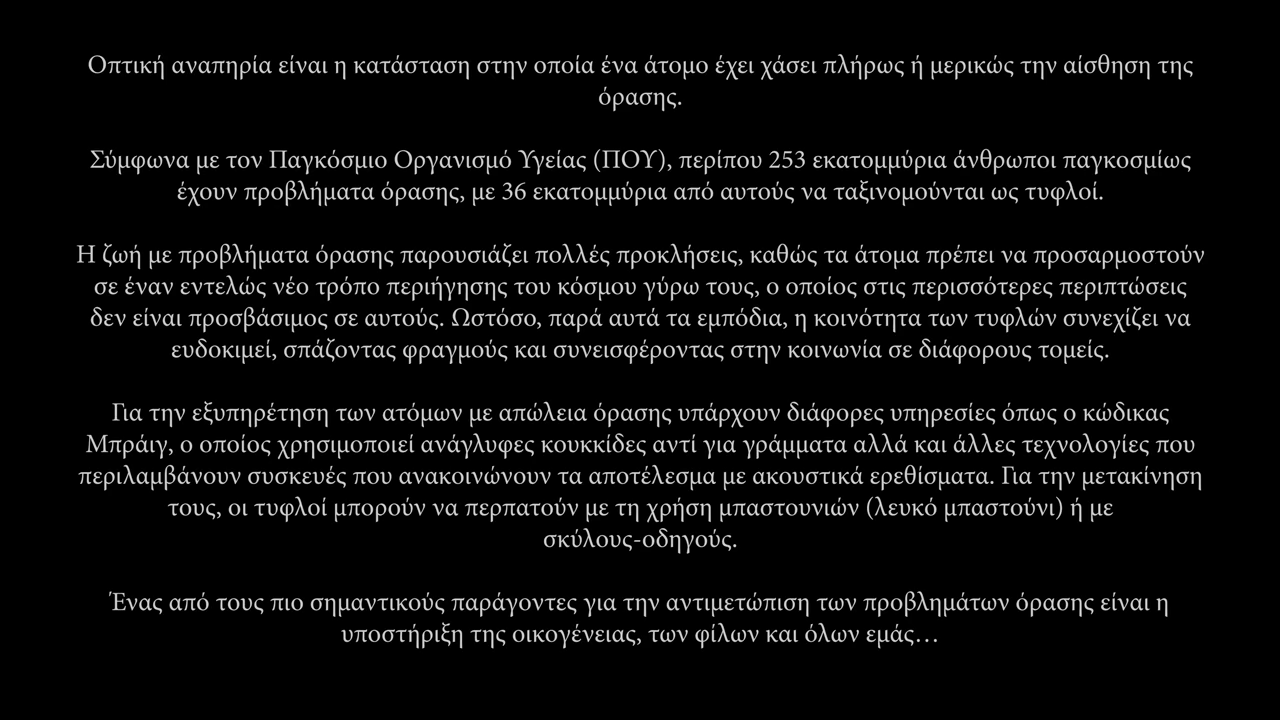 Οπτική αναπηρία είναι η κατάσταση στην οποία ένα άτομο έχει χάσει πλήρως ή μερικώς την αίσθηση της
όρασης.
Σύμφωνα με τον Παγκόσμιο Οργανισμό Υγείας (ΠΟΥ), περίπου 253 εκατομμύρια άνθρωποι παγκοσμίως
έχουν προβλήματα όρασης, με 36 εκατομμύρια από αυτούς να ταξινομούνται ως τυφλοί.
Η ζωή με προβλήματα όρασης παρουσιάζει πολλές προκλήσεις, καθώς τα άτομα πρέπει να προσαρμοστούν
σε έναν εντελώς νέο τρόπο περιήγησης του κόσμου γύρω τους, ο οποίος στις περισσότερες περιπτώσεις
δεν είναι προσβάσιμος σε αυτούς. Ωστόσο, παρά αυτά τα εμπόδια, η κοινότητα των τυφλών συνεχίζει να
ευδοκιμεί, σπάζοντας φραγμούς και συνεισφέροντας στην κοινωνία σε διάφορους τομείς.
Για την εξυπηρέτηση των ατόμων με απώλεια όρασης υπάρχουν διάφορες υπηρεσίες όπως ο κώδικας
Μπράιγ, ο οποίος χρησιμοποιεί ανάγλυφες κουκκίδες αντί για γράμματα αλλά και άλλες τεχνολογίες που
περιλαμβάνουν συσκευές που ανακοινώνουν τα αποτέλεσμα με ακουστικά ερεθίσματα. Για την μετακίνηση
τους, οι τυφλοί μπορούν να περπατούν με τη χρήση μπαστουνιών (λευκό μπαστούνι) ή με
σκύλους-οδηγούς.
Ένας από τους πιο σημαντικούς παράγοντες για την αντιμετώπιση των προβλημάτων όρασης είναι η
υποστήριξη της οικογένειας, των φίλων και όλων εμάς…